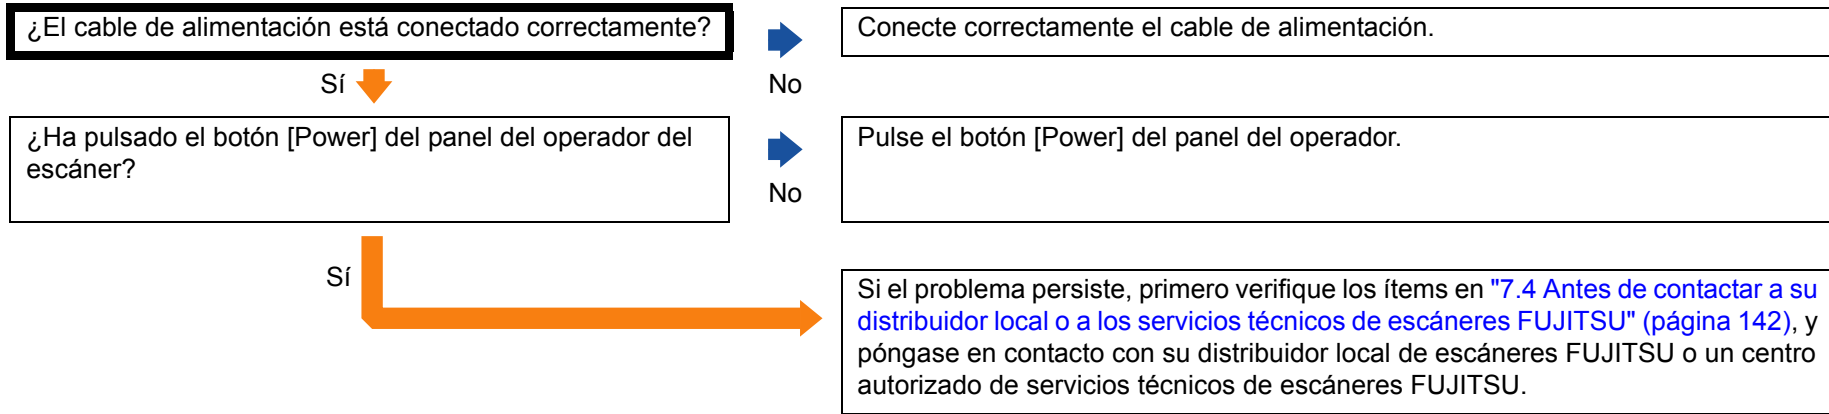 ¿El cable de alimentación está conectado correctamente?
Conecte correctamente el cable de alimentación.
Sí
No
¿Ha pulsado el botón [Power] del panel del operador del
escáner?
Pulse el botón [Power] del panel del operador.
No
Sí
Si el problema persiste, primero verifique los ítems en "7.4 Antes de contactar a su
distribuidor local o a los servicios técnicos de escáneres FUJITSU" (página 142), y
póngase en contacto con su distribuidor local de escáneres FUJITSU o un centro
autorizado de servicios técnicos de escáneres FUJITSU.